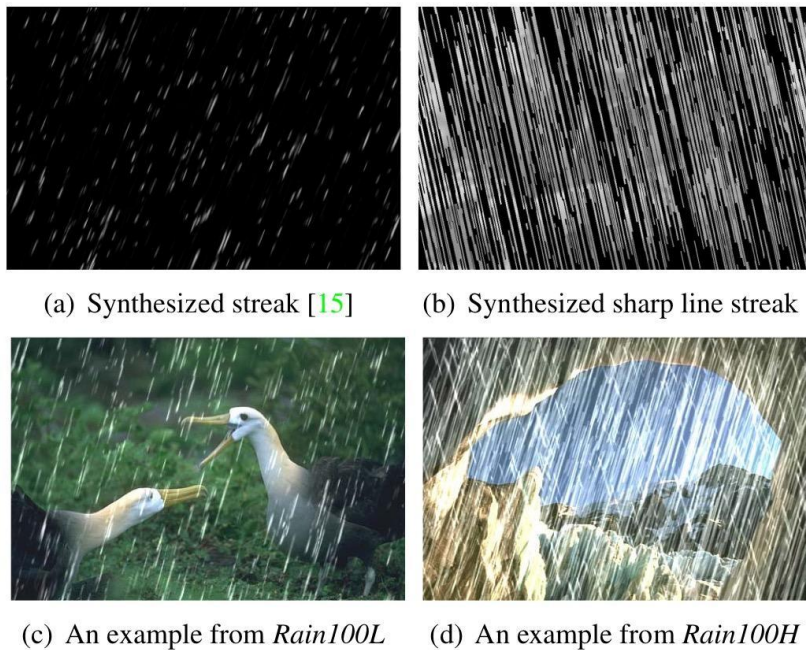 (a) Synthesized streak [15]
(b) Synthesized sharp line streak
(c) An example from Rain100L
(d) An example from Rain100H